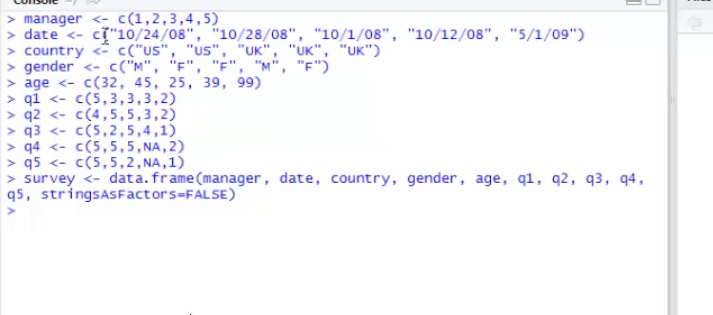 Console ~/
> manager <- c(1,2,3,4,5)
> date <- c("10/24/08", "10/28/08", "10/1/08", "10/12/08", "5/1/09")
> country <- c("US", "US", "UK", "UK", "UK")
> gender <- c("M", "F", "F", "M", "F")
> age <- c(32, 45, 25, 39, 99)
> q1 <- c(5,3,3,3,2)
> q2 <- c(4,5,5,3,2)
> q3 <- c(5,2,5,4,1)
> q4 <- c(5,5,5,NA,2)
> q5 <- c(5,5,2,NA,1)
> survey <- data.frame(manager, date, country, gender, age, q1, q2, q3, q4,
q5, stringsAsFactors=FALSE)
>